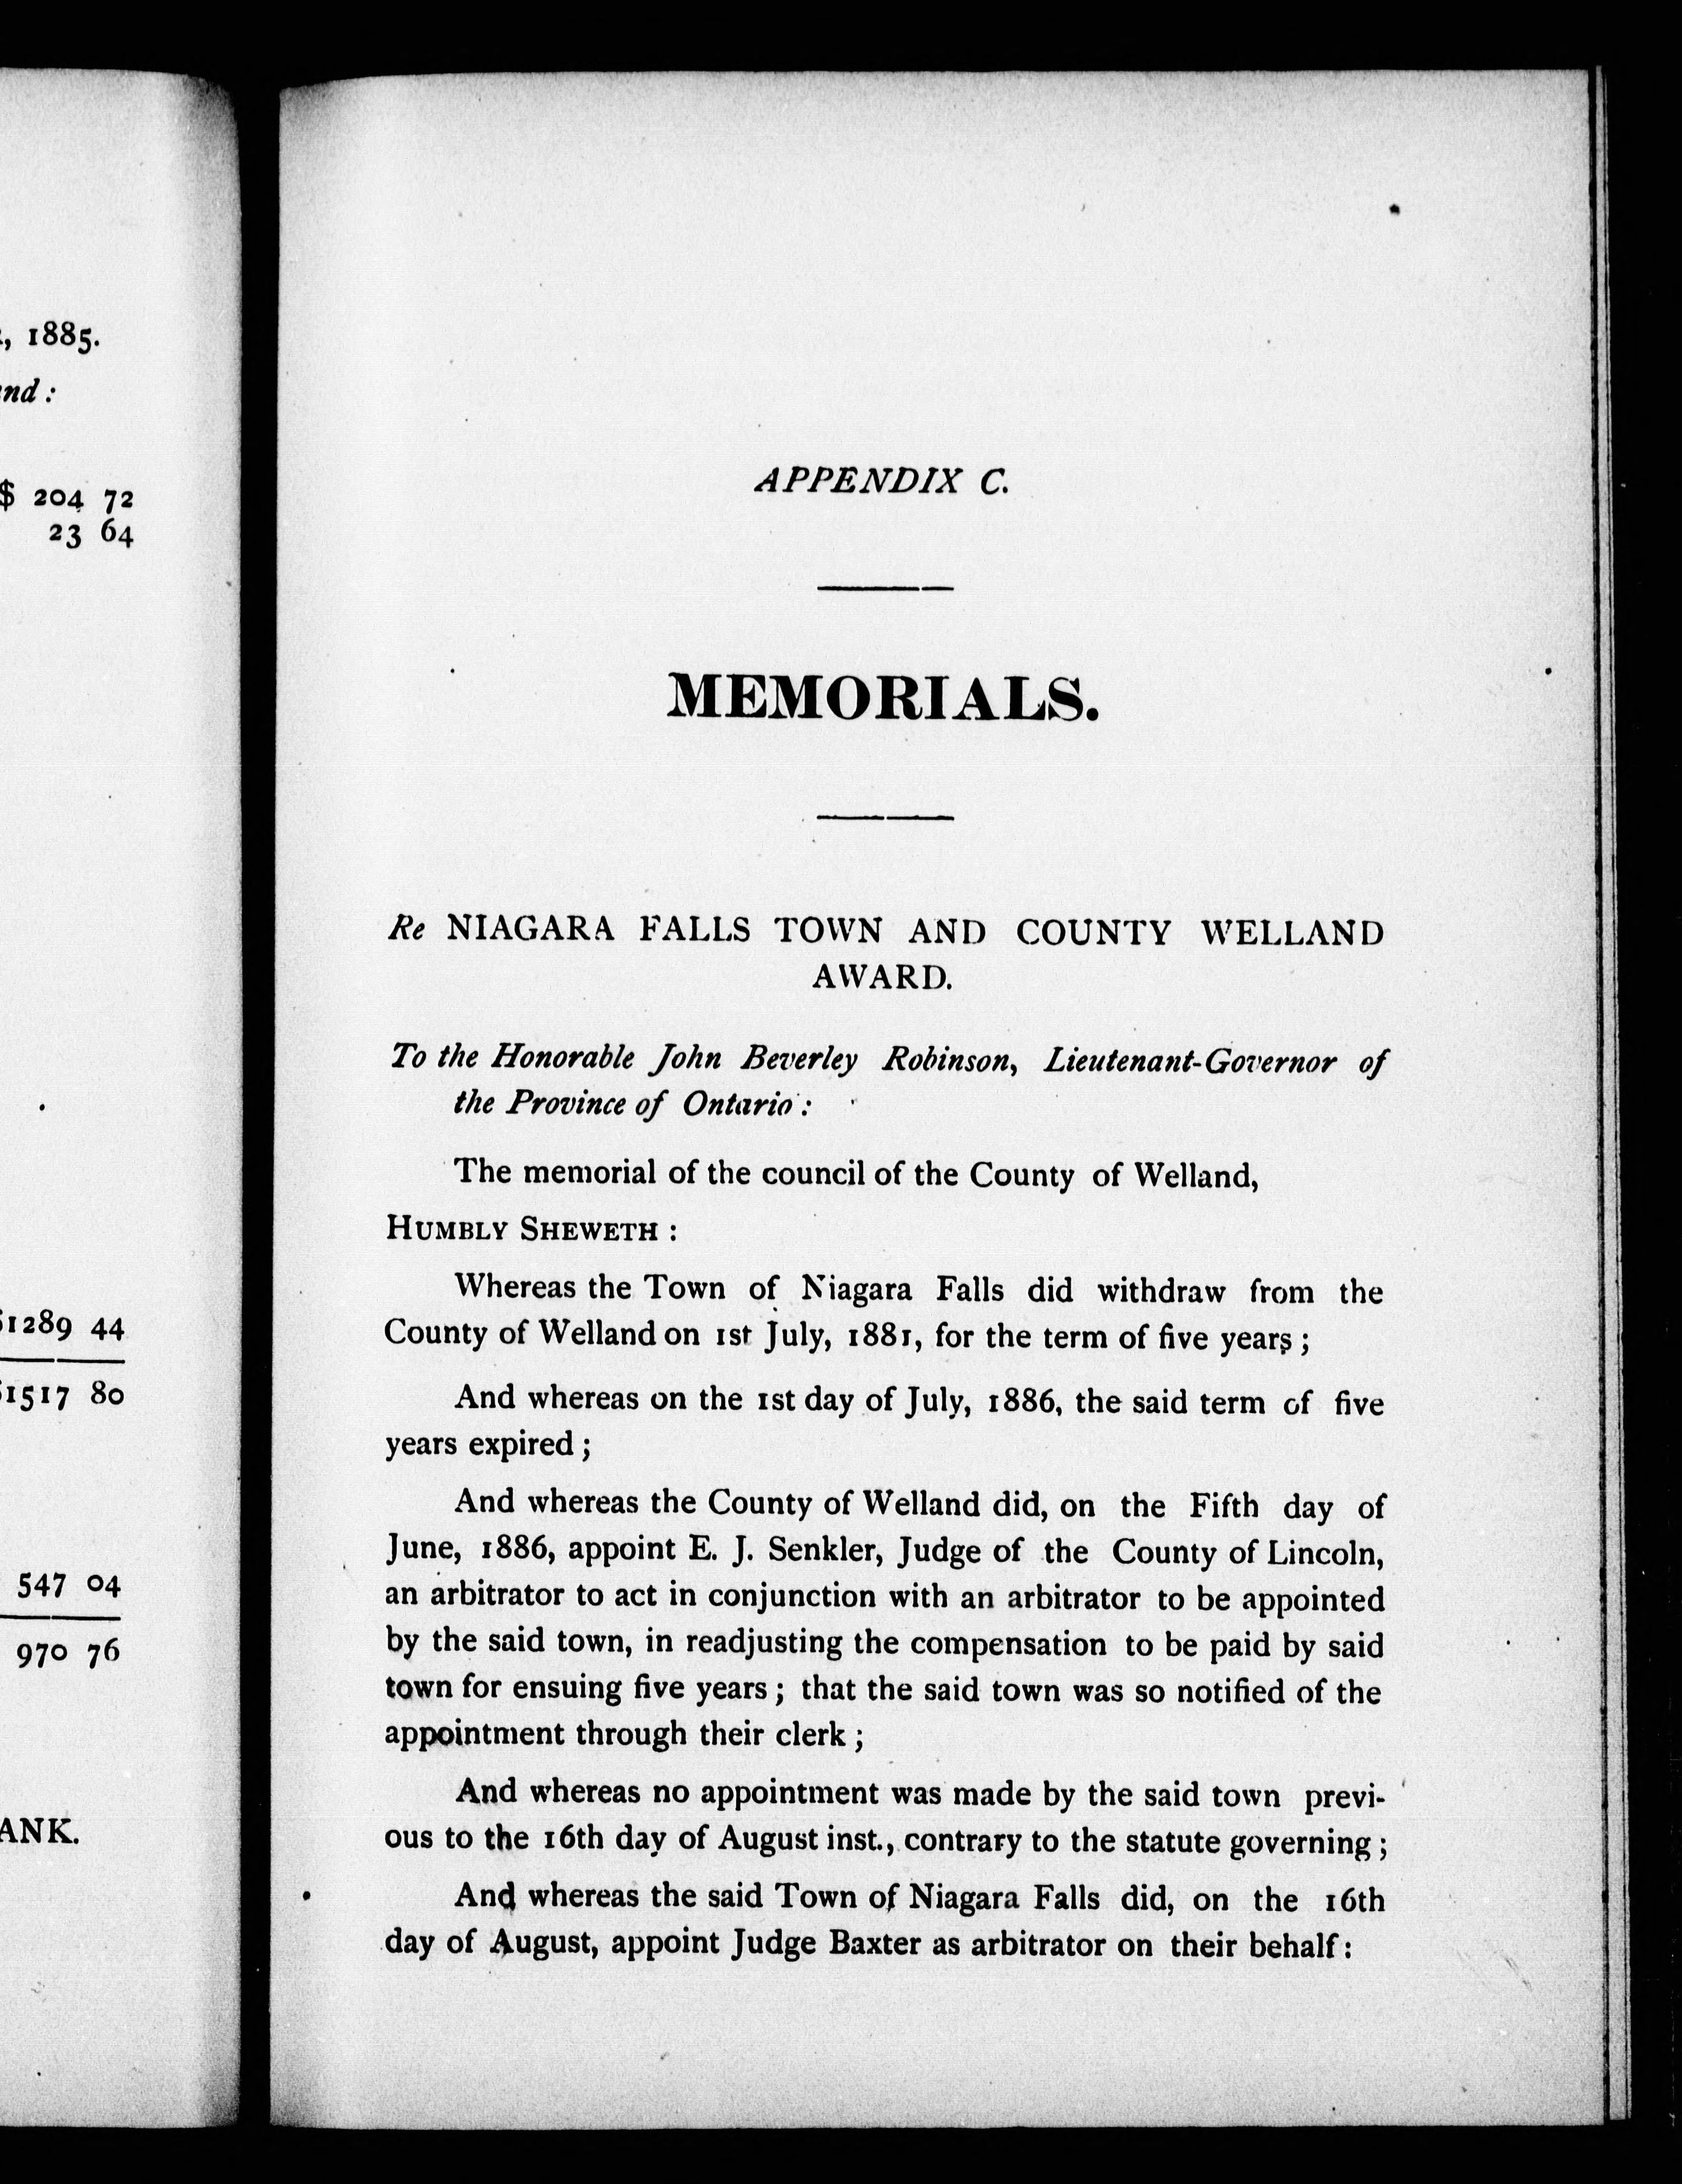 , 1885.
nd :
$ 204 72
23 64
1289 44
1517 80
547 04
970 76
ANK.
APPENDIX C.
MEMORIALS.
Re NIAGARA FALLS TOWN AND COUNTY WELLAND
AWARD.
To the Honorable John Beverley Robinson, Lieutenant-Governor of
the Province of Ontario :
The memorial of the council of the County of Welland,
HUMBLY SHEWETH :
Whereas the Town of Niagara Falls did withdraw from the
County of Welland on 1st July, 1881, for the term of five years ;
And whereas on the 1st day of July, 1886, the said term of five
years expired ;
And whereas the County of Welland did, on the Fifth day of
June, 1886, appoint E. J. Senkler, Judge of the County of Lincoln,
an arbitrator to act in conjunction with an arbitrator to be appointed
by the said town, in readjusting the compensation to be paid by said
town for ensuing five years ; that the said town was so notified of the
appointment through their clerk ;
And whereas no appointment was made by the said town previ-
ous to the 16th day of August inst., contrary to the statute governing ;
And whereas the said Town of Niagara Falls did, on the 16th
day of August, appoint Judge Baxter as arbitrator on their behalf :